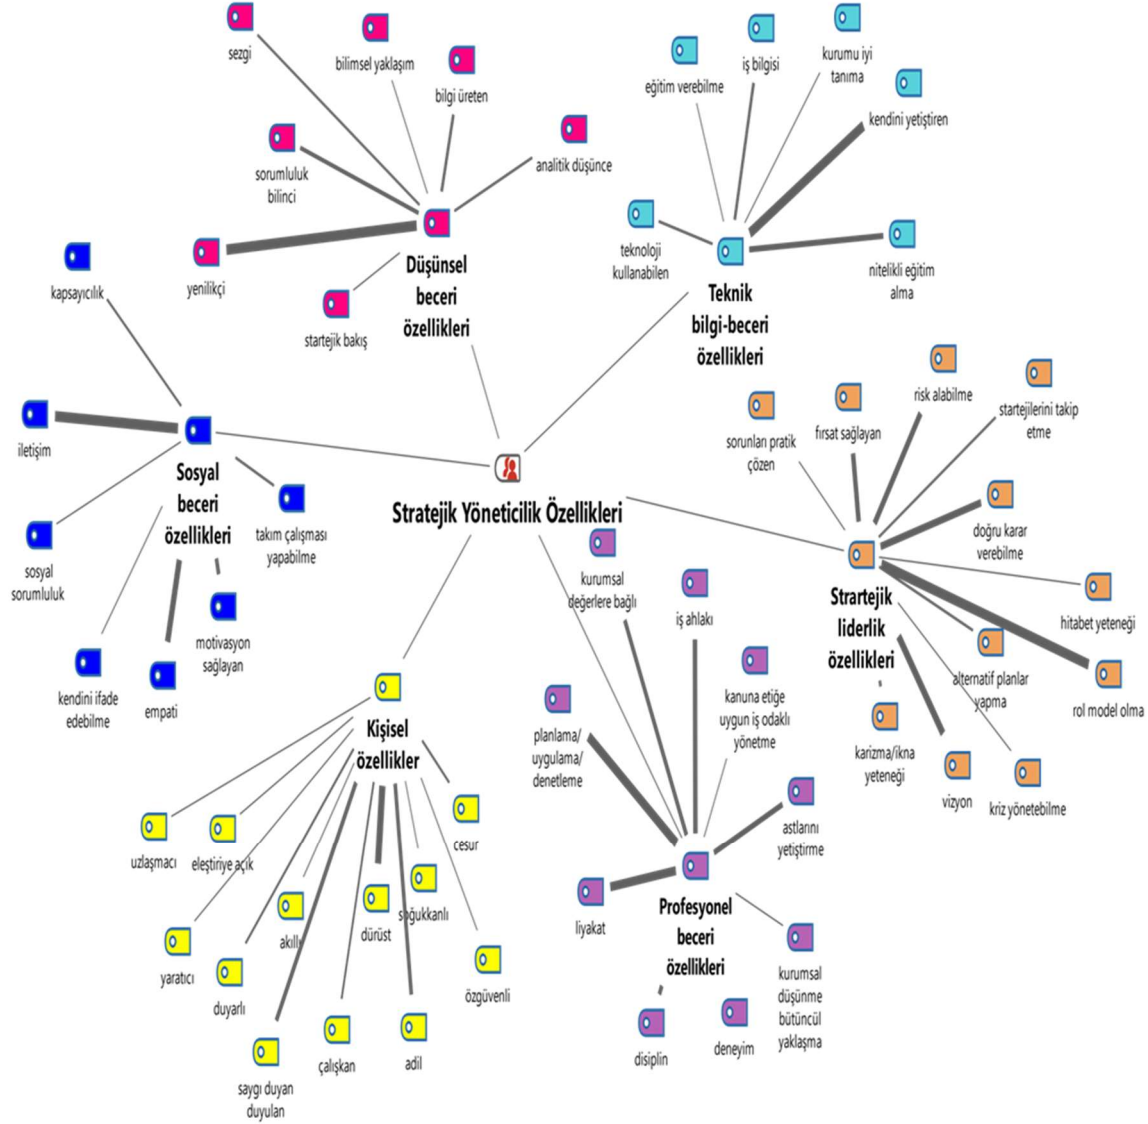 sezgi
bilimsel yaklaşım
bilgi üreten
sorumluluk
bilinci
analitik düşünce
yenilikçi
startejik bakış
Düşünsel
beceri
özellikleri
eğitim verebilme
iş bilgisi
kurumu iyi
tanıma
kendini yetiştiren
teknoloji
kullanabilen
nitelikli eğitim
alma
Teknik
bilgi-beceri
özellikleri
kapsayıcılık
iletişim
Sosyal
beceri
özellikleri
takım çalışması
yapabilme
sosyal
sorumluluk
motivasyon
sağlayan
kendini ifade
edebilme
empati
Stratejik Yöneticilik Özellikleri
sorunları pratik
çözen
fırsat sağlayan
risk alabilme
startejilerini takip
etme
doğru karar
verebilme
Strartejik
liderlik
özellikleri
hitabet yeteneği
alternatif planlar
yapma
rol model olma
karizma/ikna
yeteneği
vizyon
kriz yönetebilme
Kişisel
özellikler
uzlaşmacı
eleştiriye açık
cesur
yaratıcı
duyarlı
akıllı
dürüst
soğukkanlı
özgüvenli
saygı duyan
duyulan
çalışkan
adil
kurumsal
değerlere bağlı
iş ahlakı
kanuna etiğe
uygun iş odaklı
yönetme
planlama/
uygulama/
denetleme
astlarını
yetiştirme
liyakat
Profesyonel
beceri
özellikleri
kurumsal
düşünme
bütüncül
yaklaşma
disiplin
deneyim